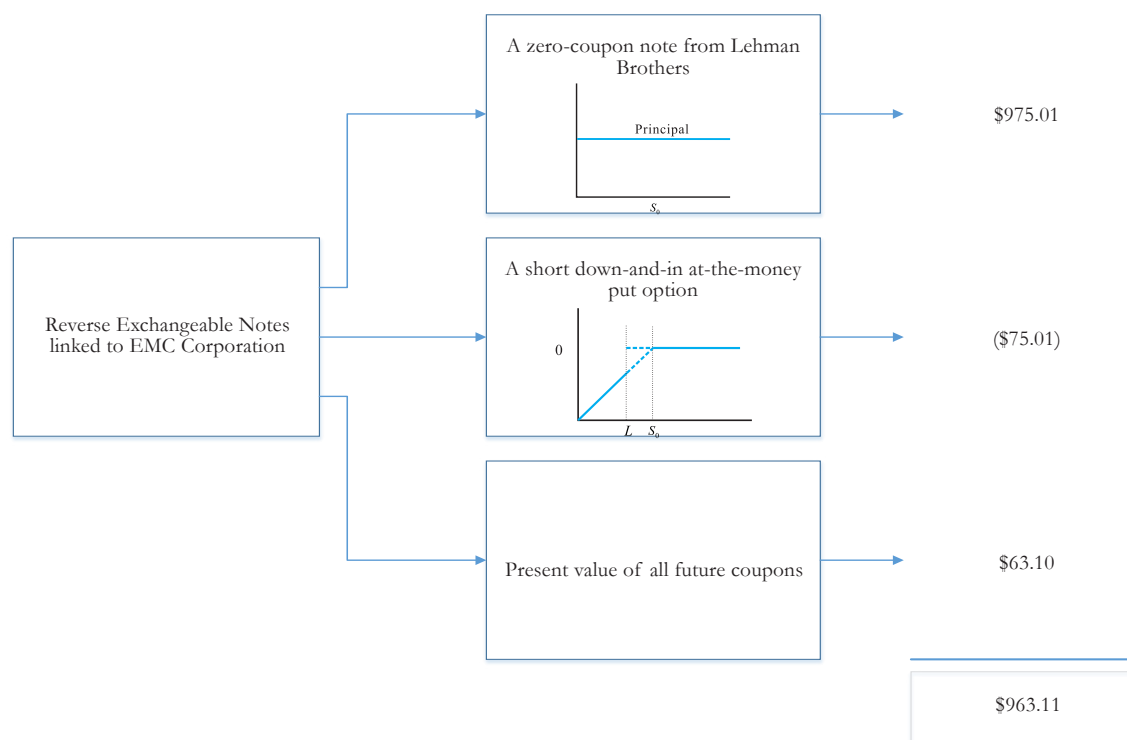 A zero-coupon note from Lehman
Brothers
Principal
S₀
$975.01
Reverse Exchangeable Notes
linked to EMC Corporation
A short down-and-in at-the-money
put option
0
L S₀
($75.01)
Present value of all future coupons
$63.10
$963.11